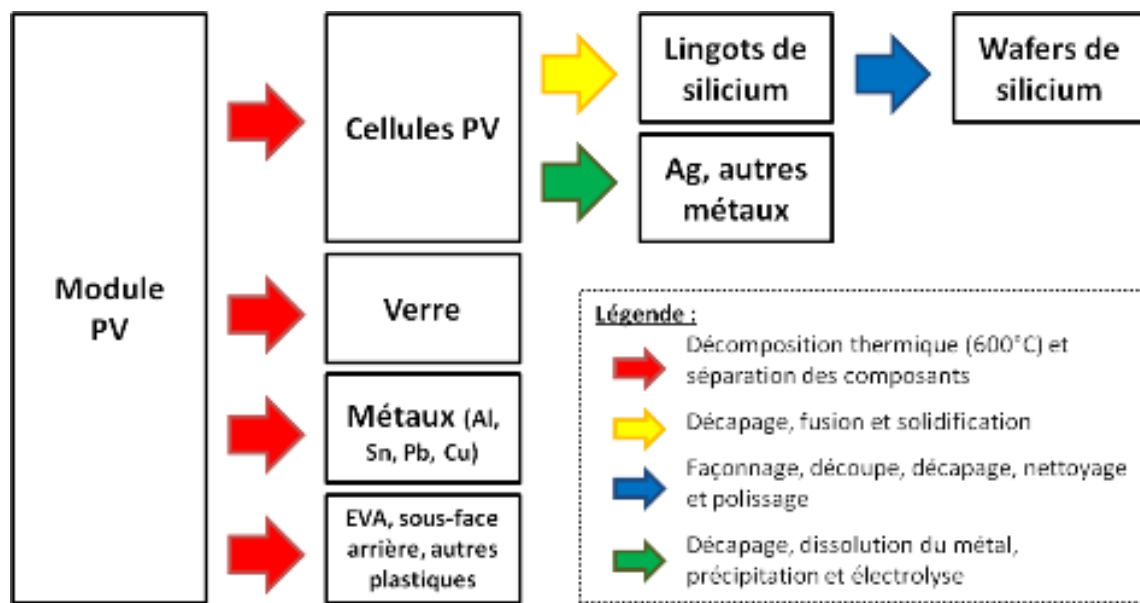 Module
PV
Cellules PV
Lingots de
silicium
Wafers de
silicium
Ag, autres
métaux
Verre
Métaux (Al,
Sn, Pb, Cu)
EVA, sous-face
arrière, autres
plastiques
Légende :
Décomposition thermique (600°C) et
séparation des composants
Décapage, fusion et solidification
Façonnage, découpe, décapage, nettoyage
et polissage
Décapage, dissolution du métal,
précipitation et électrolyse